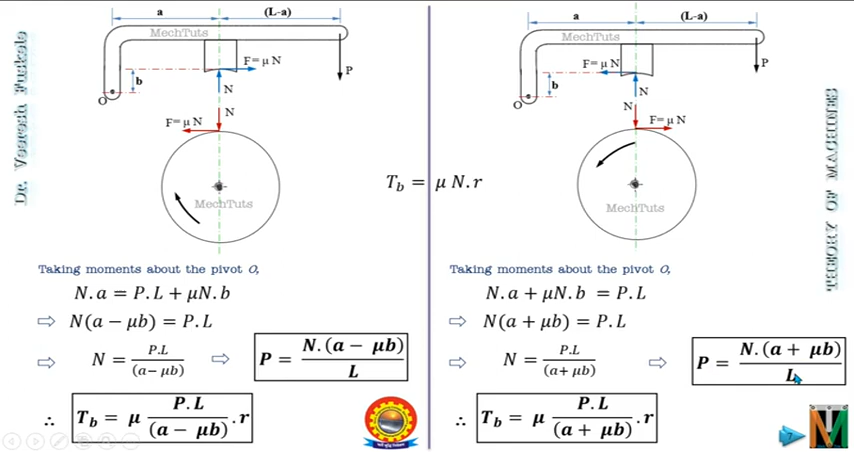 Dr. Veeresh Fuskele
a
(L-a)
MechTuts
F= μ N
P
b
N
O
N
F= μ N
MechTuts
Taking moments about the pivot O,
N.a = P.L + μN.b
⇨ N(a − μb) = P.L
⇨ N = P.L / (a− μb) ⇨ P = N.(a − μb) / L
∴ T_b = μ P.L / (a − μb) .r
T_b = μ N.r
a
(L-a)
MechTuts
F= μ N
P
b
N
O
N
F= μ N
MechTuts
Taking moments about the pivot O,
N.a + μN.b = P.L
⇨ N(a + μb) = P.L
⇨ N = P.L / (a+ μb) ⇨ P = N.(a + μb) / L
∴ T_b = μ P.L / (a + μb) .r
THEORY OF MACHINES
7